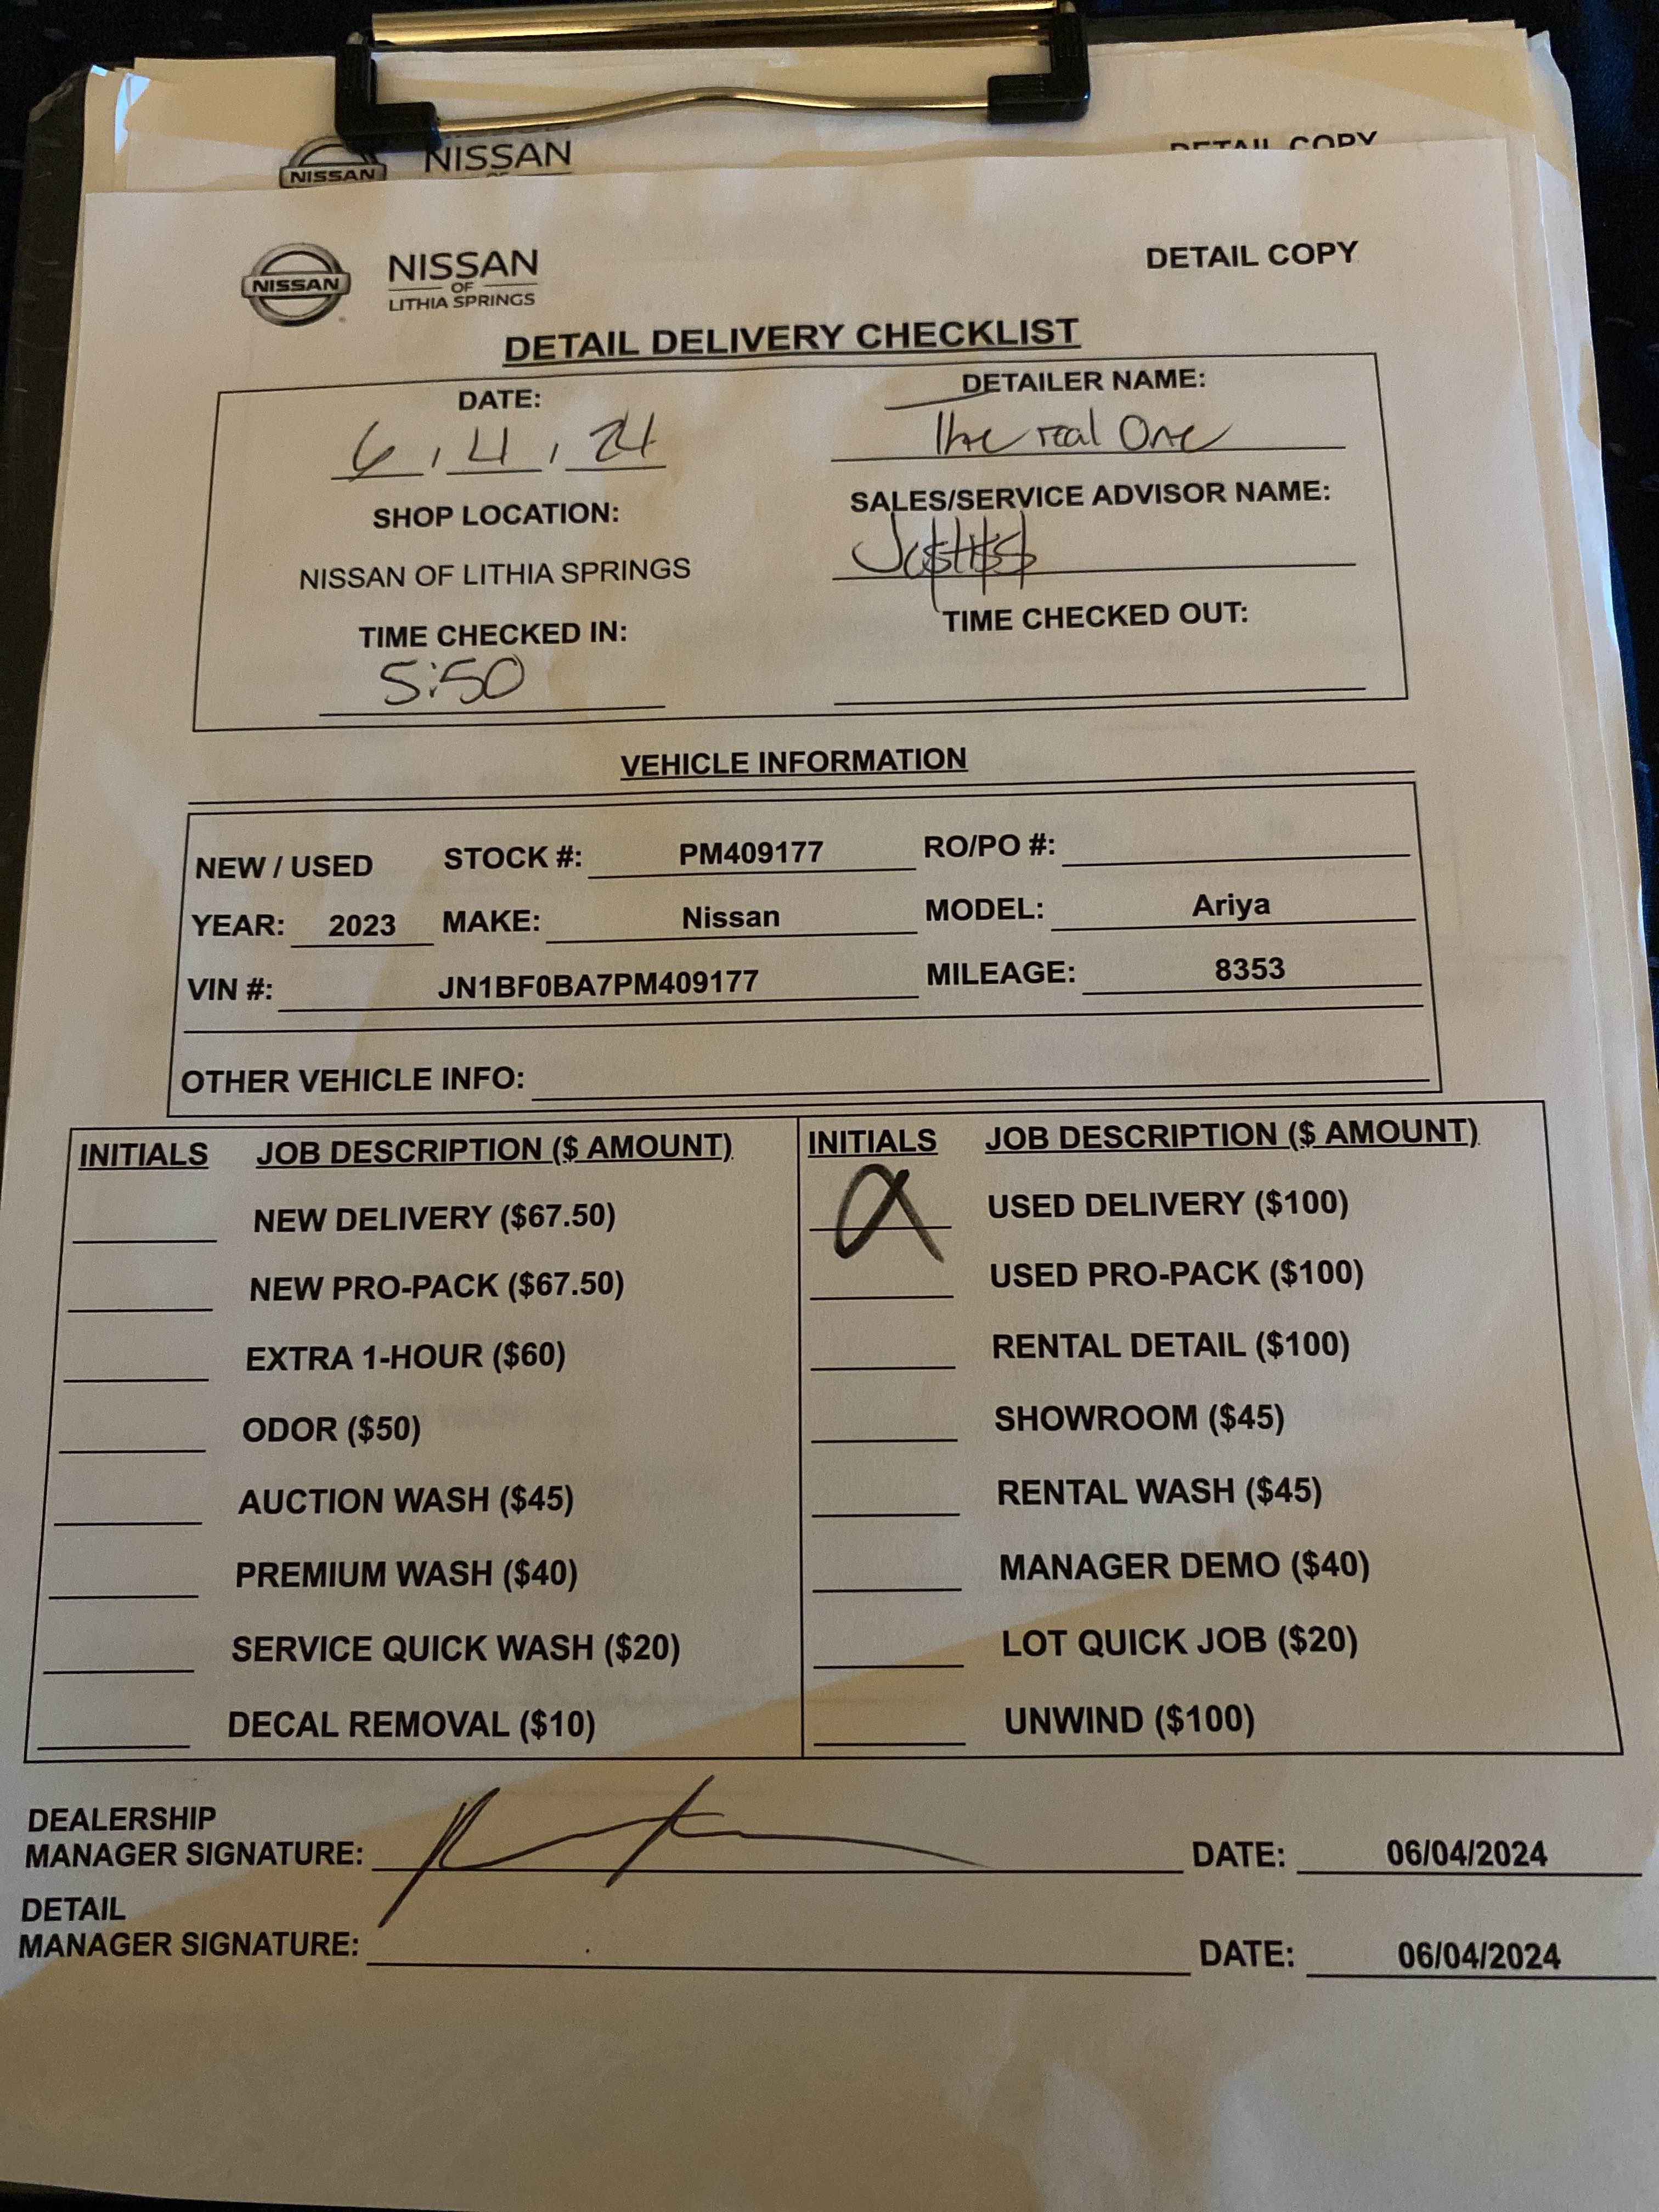 NISSAN
NISSAN
DETAIL COPY
NISSAN
NISSAN
OF
LITHIA SPRINGS
DETAIL COPY
DETAIL DELIVERY CHECKLIST
DATE:
DETAILER NAME:
6, 4, 24
the real One
SHOP LOCATION:
SALES/SERVICE ADVISOR NAME:
NISSAN OF LITHIA SPRINGS
TIME CHECKED IN:
TIME CHECKED OUT:
5:50
VEHICLE INFORMATION
NEW / USED STOCK #: PM409177 RO/PO #:
YEAR: 2023 MAKE: Nissan MODEL: Ariya
VIN #: JN1BF0BA7PM409177 MILEAGE: 8353
OTHER VEHICLE INFO:
INITIALS JOB DESCRIPTION ($ AMOUNT)
NEW DELIVERY ($67.50)
NEW PRO-PACK ($67.50)
EXTRA 1-HOUR ($60)
ODOR ($50)
AUCTION WASH ($45)
PREMIUM WASH ($40)
SERVICE QUICK WASH ($20)
DECAL REMOVAL ($10)
INITIALS JOB DESCRIPTION ($ AMOUNT)
USED DELIVERY ($100)
USED PRO-PACK ($100)
RENTAL DETAIL ($100)
SHOWROOM ($45)
RENTAL WASH ($45)
MANAGER DEMO ($40)
LOT QUICK JOB ($20)
UNWIND ($100)
DEALERSHIP
MANAGER SIGNATURE: DATE: 06/04/2024
DETAIL
MANAGER SIGNATURE: DATE: 06/04/2024